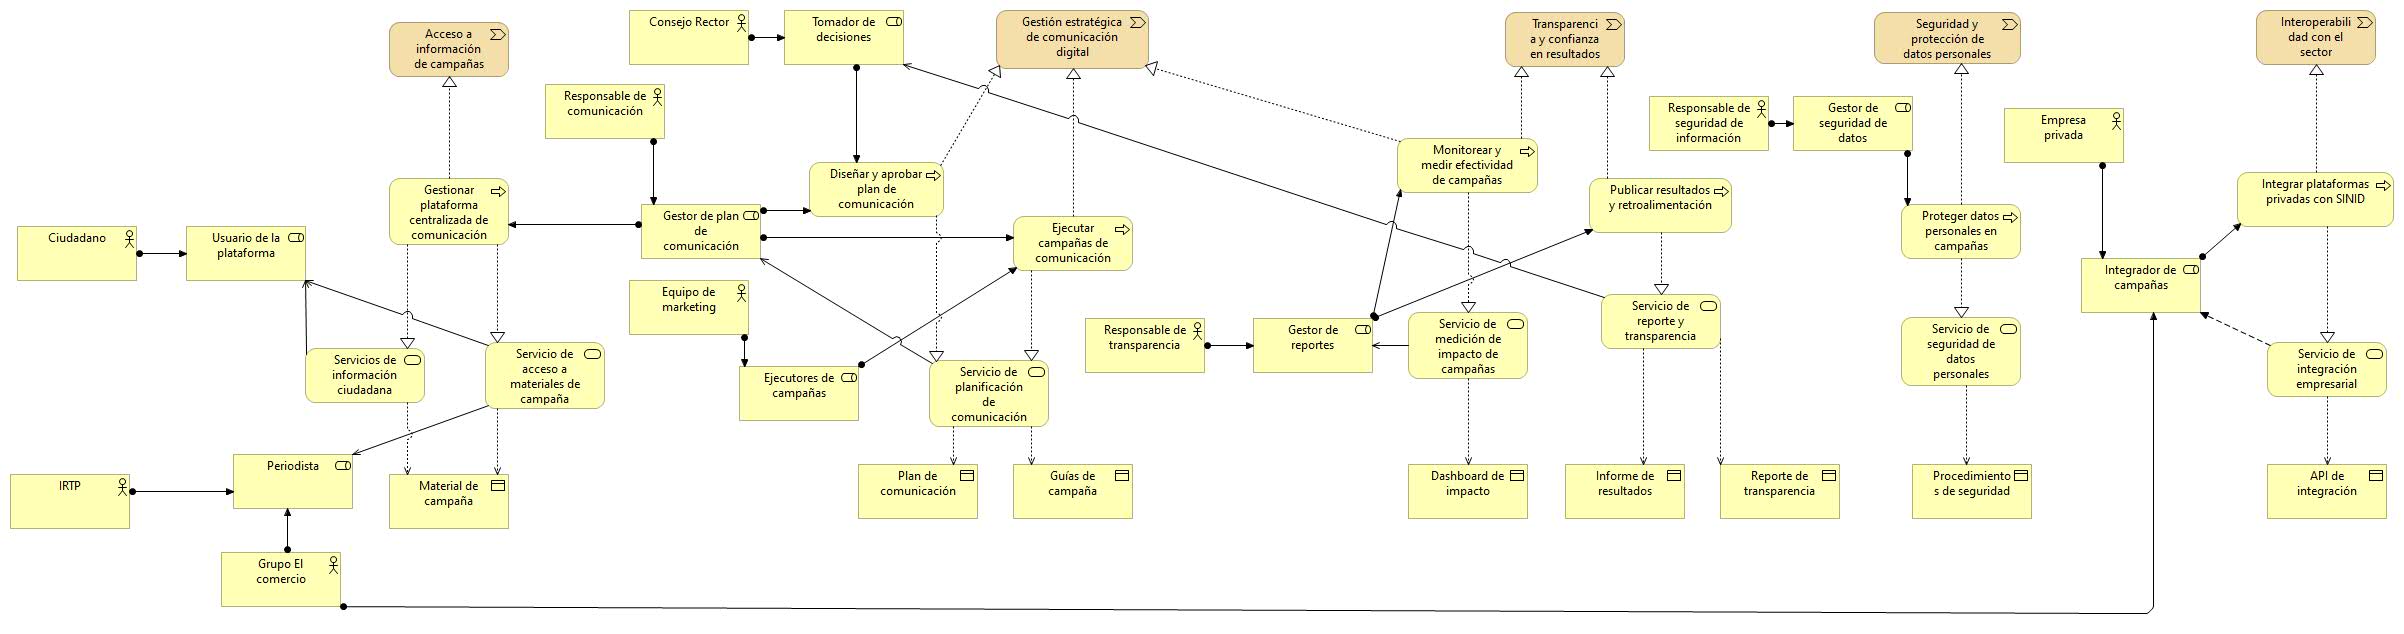 Acceso a
información
de campañas
Consejo Rector
Tomador de
decisiones
Gestión estratégica
de comunicación
digital
Transparenci
a y confianza
en resultados
Seguridad y
protección de
datos personales
Interoperabili
dad con el
sector
Responsable de
comunicación
Responsable de
seguridad de
información
Gestor de
seguridad de
datos
Empresa
privada
Gestionar
plataforma
centralizada de
comunicación
Diseñar y aprobar
plan de
comunicación
Monitorear y
medir efectividad
de campañas
Publicar resultados
y retroalimentación
Integrar plataformas
privadas con SINID
Ciudadano
Usuario de la
plataforma
Gestor de plan
de
comunicación
Ejecutar
campañas de
comunicación
Proteger datos
personales en
campañas
Integrador de
campañas
Equipo de
marketing
Responsable de
transparencia
Gestor de
reportes
Servicio de
medición de
impacto de
campañas
Servicio de
reporte y
transparencia
Servicio de
seguridad de
datos
personales
Servicio de
integración
empresarial
Servicios de
información
ciudadana
Servicio de
acceso a
materiales de
campaña
Ejecutores de
campañas
Servicio de
planificación
de
comunicación
IRTP
Periodista
Material de
campaña
Plan de
comunicación
Guías de
campaña
Dashboard de
impacto
Informe de
resultados
Reporte de
transparencia
Procedimiento
s de seguridad
API de
integración
Grupo El
comercio